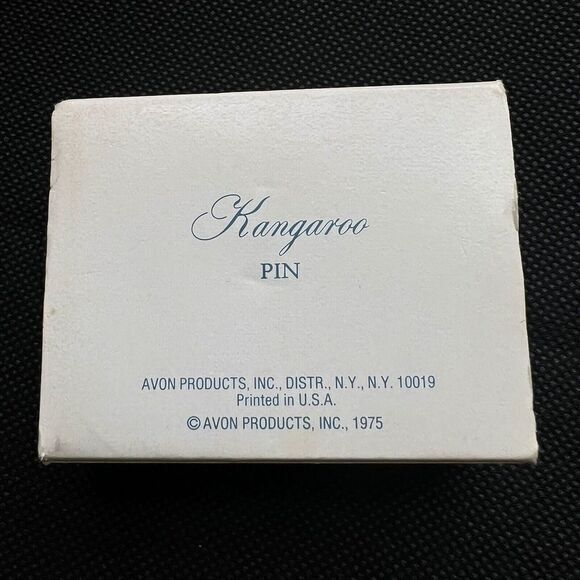 Kangaroo
PIN
AVON PRODUCTS, INC., DISTR., N.Y., N.Y. 10019
Printed in U.S.A.
©AVON PRODUCTS, INC., 1975